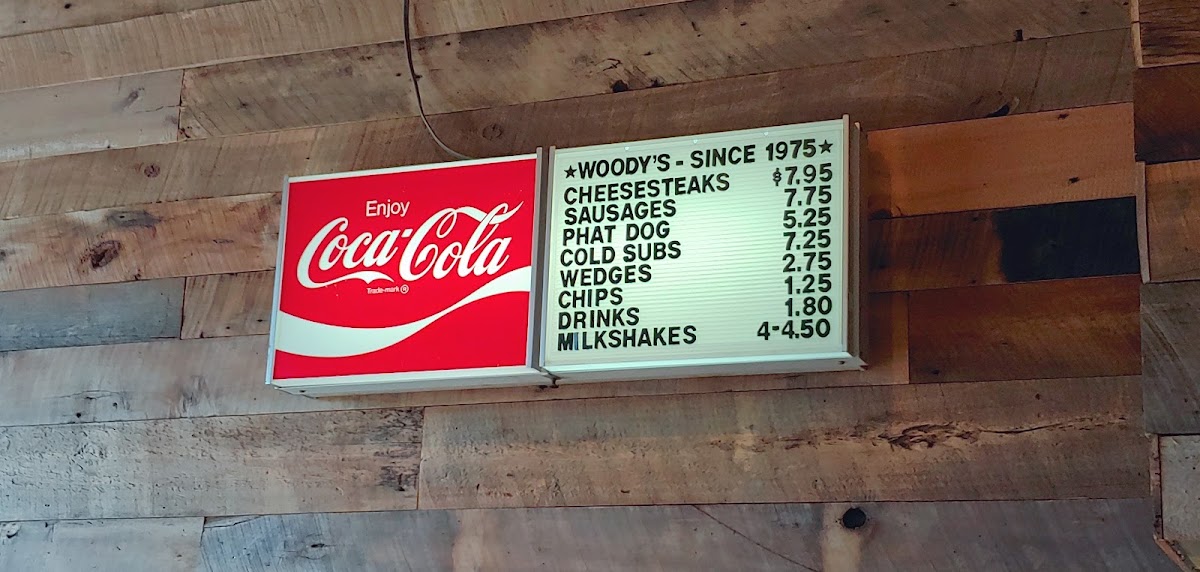 Enjoy
Coca-Cola
Trade-mark ®
★WOODY'S - SINCE 1975★
CHEESESTEAKS $7.95
SAUSAGES 7.75
PHAT DOG 5.25
COLD SUBS 7.25
WEDGES 2.75
CHIPS 1.25
DRINKS 1.80
MILKSHAKES 4-4.50